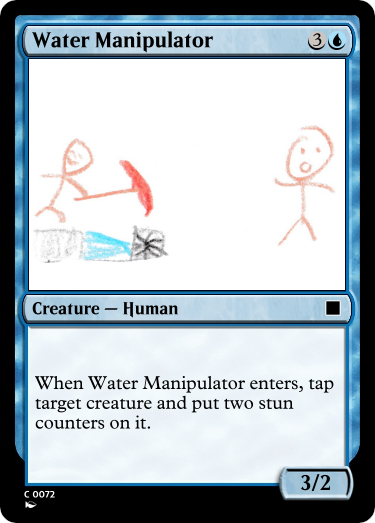 Water Manipulator 3
Creature — Human
When Water Manipulator enters, tap
target creature and put two stun
counters on it.
3/2
C 0072